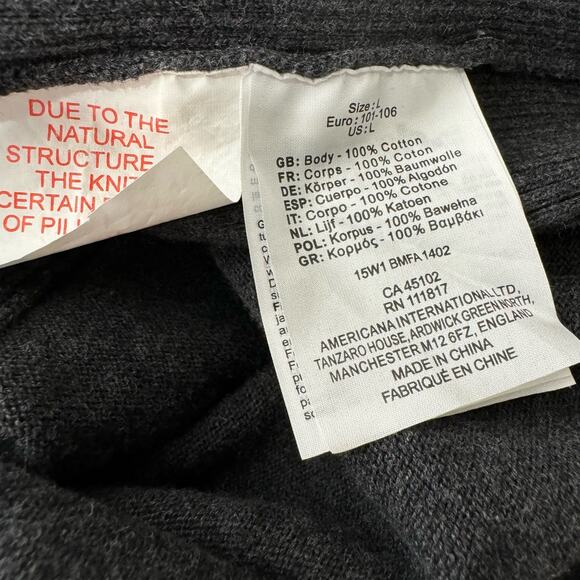 DUE TO THE
NATURAL
STRUCTURE
THE
CERTAIN
OF
Size: L
Euro : 101-106
US: L
GB: Body - 100% Cotton
FR: Corps - 100% Coton
DE: Körper - 100% Baumwolle
ESP: Cuerpo - 100% Algodón
IT: Corpo - 100% Cotone
NL: Lijf - 100% Katoen
POL: Korpus - 100% Bawełna
GR: Κορμός - 100% Βαμβάκι
15W1 BMFA 1402
CA 45102
RN 111817
AMERICANA INTERNATIONAL LTD,
TANZARO HOUSE, ARDWICK GREEN NORTH,
MANCHESTER M12 6FZ, ENGLAND
MADE IN CHINA
FABRIQUÉ EN CHINE